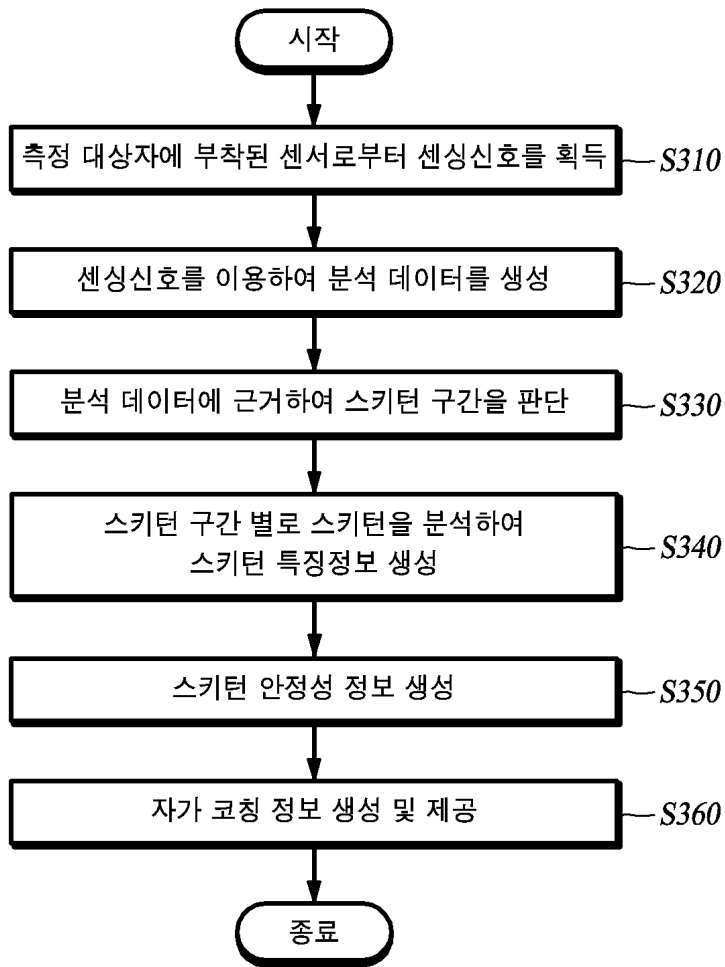 시작
측정 대상자에 부착된 센서로부터 센싱신호를 획득
S310
센싱신호를 이용하여 분석 데이터를 생성
S320
분석 데이터에 근거하여 스키턴 구간을 판단
S330
스키턴 구간 별로 스키턴을 분석하여
스키턴 특징정보 생성
S340
스키턴 안정성 정보 생성
S350
자가 코칭 정보 생성 및 제공
S360
종료